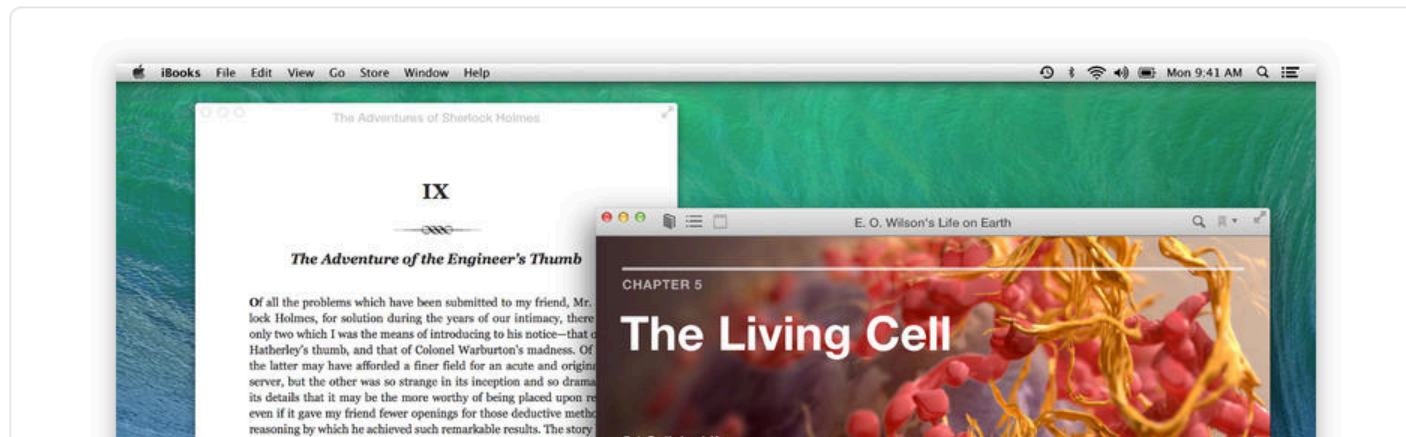 iBooks File Edit View Go Store Window Help
Mon 9:41 AM
The Adventures of Sherlock Holmes
IX
The Adventure of the Engineer's Thumb
Of all the problems which have been submitted to my friend, Mr.
lock Holmes, for solution during the years of our intimacy, there
only two which I was the means of introducing to his notice—that
Hatherley's thumb, and that of Colonel Warburton's madness. Of
the latter may have afforded a finer field for an acute and origina
server, but the other was so strange in its inception and so drama
its details that it may be the more worthy of being placed upon re
even if it gave my friend fewer openings for those deductive metho
reasoning by which he achieved such remarkable results. The story
E. O. Wilson's Life on Earth
CHAPTER 5
The Living Cell